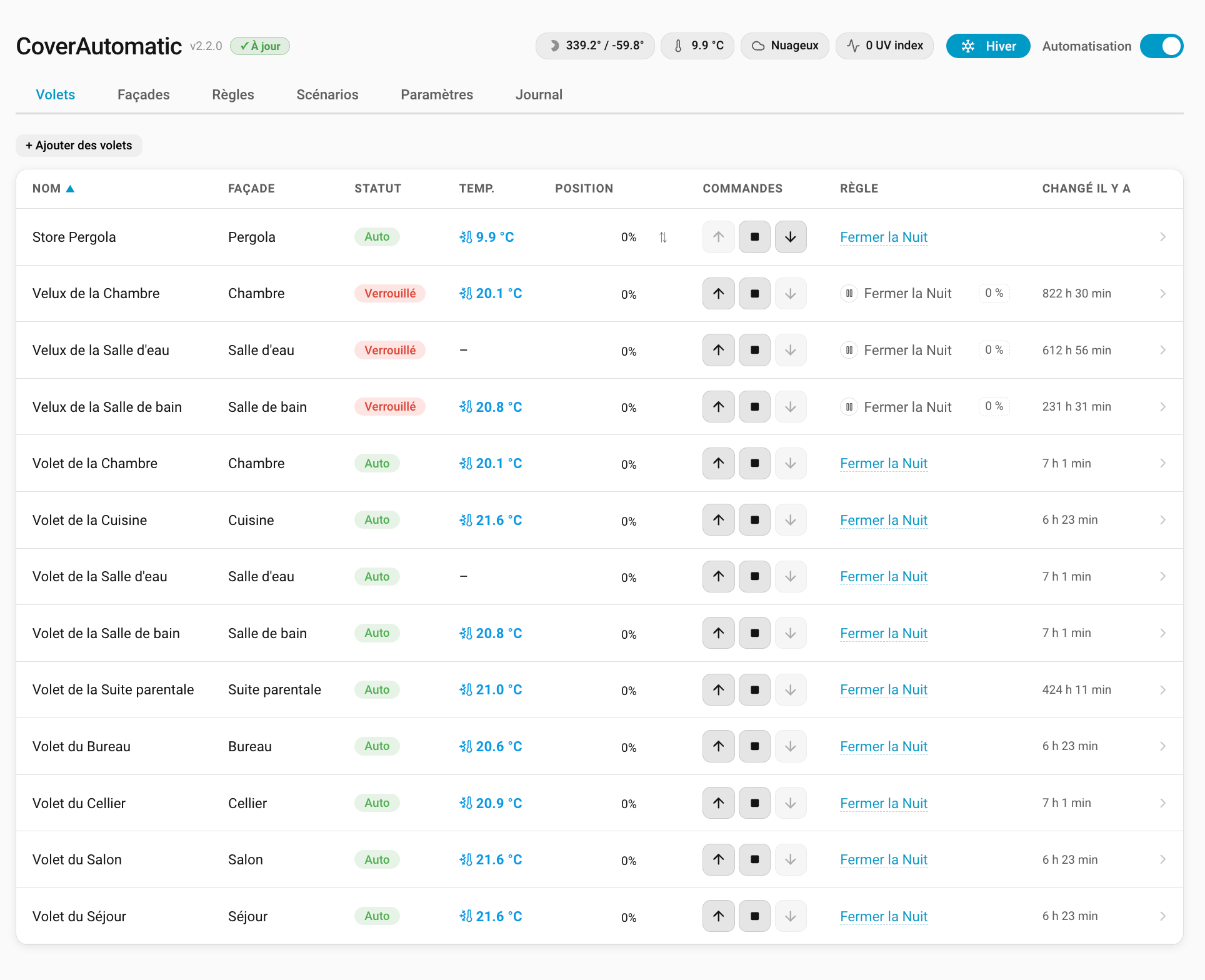 CoverAutomatic v2.2.0 ✓ À jour 339.2° / -59.8° 9.9 °C Nuageux 0 UV index Hiver Automatisation
Volets Façades Règles Scénarios Paramètres Journal
+ Ajouter des volets
NOM ▲ FAÇADE STATUT TEMP. POSITION COMMANDES RÈGLE CHANGÉ IL Y A
Store Pergola Pergola Auto 9.9 °C 0% Fermer la Nuit
Velux de la Chambre Chambre Verrouillé 20.1 °C 0% Fermer la Nuit 0 % 822 h 30 min
Velux de la Salle d'eau Salle d'eau Verrouillé – 0% Fermer la Nuit 0 % 612 h 56 min
Velux de la Salle de bain Salle de bain Verrouillé 20.8 °C 0% Fermer la Nuit 0 % 231 h 31 min
Volet de la Chambre Chambre Auto 20.1 °C 0% Fermer la Nuit 7 h 1 min
Volet de la Cuisine Cuisine Auto 21.6 °C 0% Fermer la Nuit 6 h 23 min
Volet de la Salle d'eau Salle d'eau Auto – 0% Fermer la Nuit 7 h 1 min
Volet de la Salle de bain Salle de bain Auto 20.8 °C 0% Fermer la Nuit 7 h 1 min
Volet de la Suite parentale Suite parentale Auto 21.0 °C 0% Fermer la Nuit 424 h 11 min
Volet du Bureau Bureau Auto 20.6 °C 0% Fermer la Nuit 6 h 23 min
Volet du Cellier Cellier Auto 20.9 °C 0% Fermer la Nuit 7 h 1 min
Volet du Salon Salon Auto 21.6 °C 0% Fermer la Nuit 6 h 23 min
Volet du Séjour Séjour Auto 21.6 °C 0% Fermer la Nuit 6 h 23 min